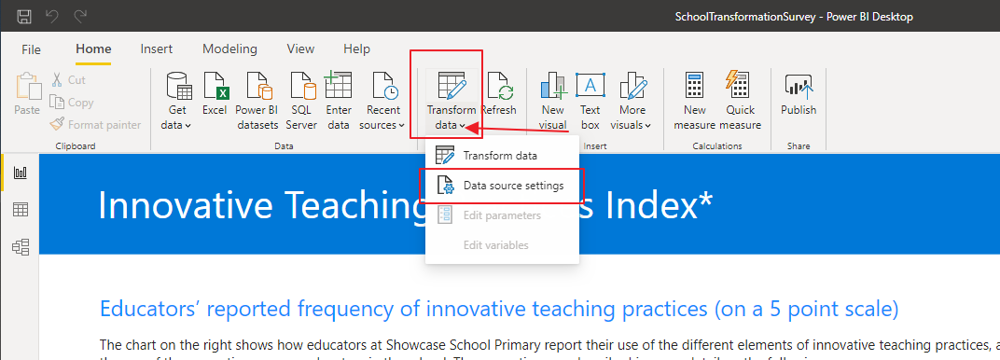 SchoolTransformationSurvey - Power BI Desktop
File Home Insert Modeling View Help
Paste
Cut
Copy
Format painter
Clipboard
Get data
Excel
Power BI datasets
SQL Server
Enter data
Recent sources
Data
Transform data
Refresh
New visual
Text box
More visuals
Insert
New measure
Quick measure
Calculations
Publish
Share
Transform data
Data source settings
Edit parameters
Edit variables
Innovative Teaching s Index*
Educators’ reported frequency of innovative teaching practices (on a 5 point scale)
The chart on the right shows how educators at Showcase School Primary report their use of the different elements of innovative teaching practices, a